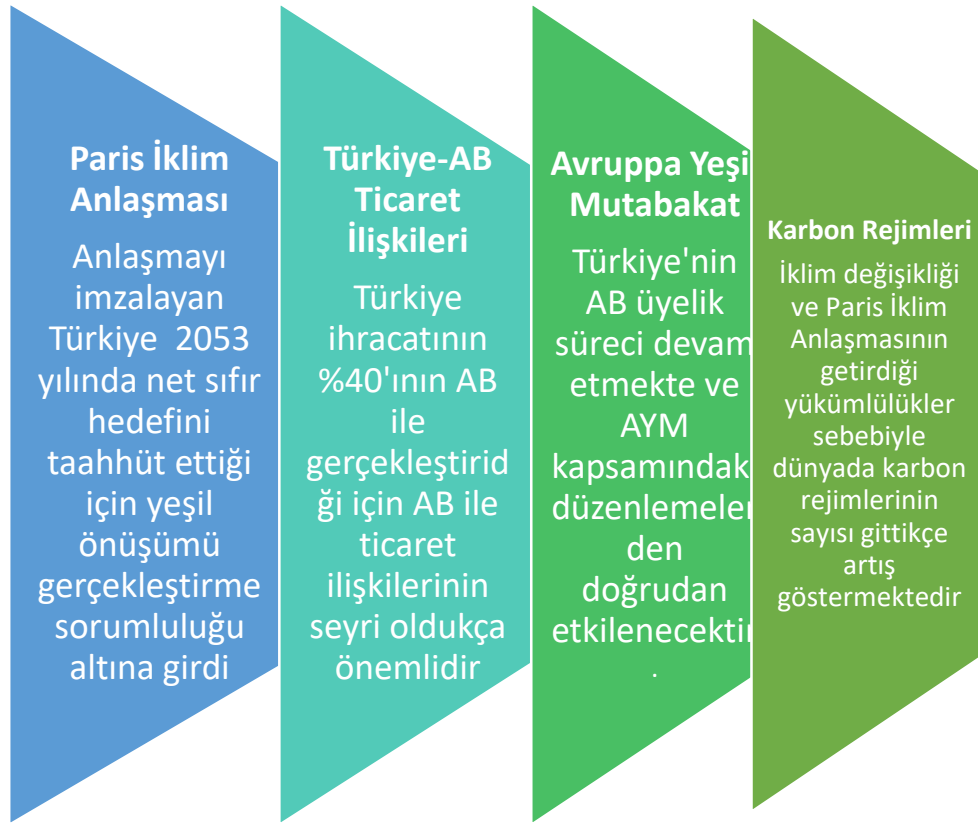 Paris İklim
Anlaşması
Anlaşmayı
imzalayan
Türkiye 2053
yılında net sıfır
hedefini
taahhüt ettiği
için yeşil
önüşümü
gerçekleştirme
sorumluluğu
altına girdi
Türkiye-AB
Ticaret
İlişkileri
Türkiye
ihracatının
%40'ının AB
ile
gerçekleştirid
ği için AB ile
ticaret
ilişkilerinin
seyri oldukça
önemlidir
Avruppa Yeşi
Mutabakat
Türkiye'nin
AB üyelik
süreci devam
etmekte ve
AYM
kapsamındak
düzenlemeler
den
doğrudan
etkilenecektir
.
Karbon Rejimleri
İklim değişikliği
ve Paris İklim
Anlaşmasının
getirdiği
yükümlülükler
sebebiyle
dünyada karbon
rejimlerinin
sayısı gittikçe
artış
göstermektedir